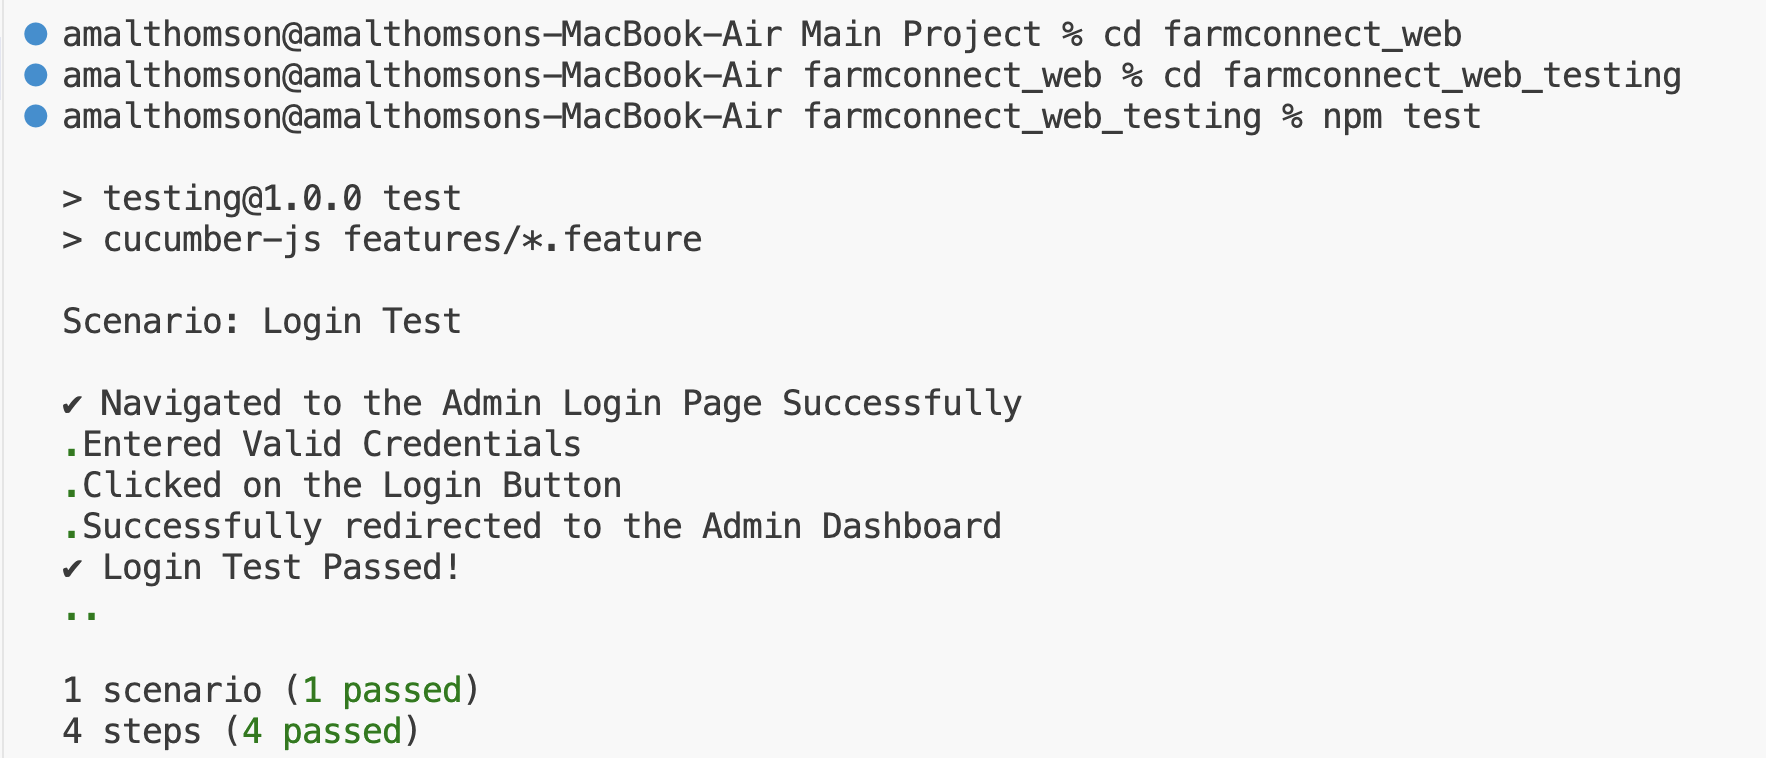 amalthomson@amalthomsons-MacBook-Air Main Project % cd farmconnect_web
amalthomson@amalthomsons-MacBook-Air farmconnect_web % cd farmconnect_web_testing
amalthomson@amalthomsons-MacBook-Air farmconnect_web_testing % npm test
> testing@1.0.0 test
> cucumber-js features/*.feature
Scenario: Login Test
✔ Navigated to the Admin Login Page Successfully
.Entered Valid Credentials
.Clicked on the Login Button
.Successfully redirected to the Admin Dashboard
✔ Login Test Passed!
..
1 scenario (1 passed)
4 steps (4 passed)